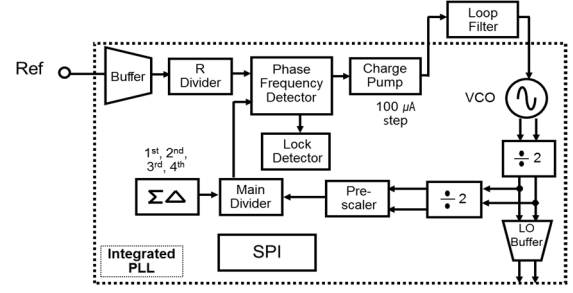 Loop
Filter
Ref
Buffer
R
Divider
Phase
Frequency
Detector
Charge
Pump
100 µA
step
VCO
Lock
Detector
÷ 2
1st, 2nd,
3rd, 4th
ΣΔ
Main
Divider
Pre-
scaler
÷ 2
LO
Buffer
SPI
Integrated
PLL